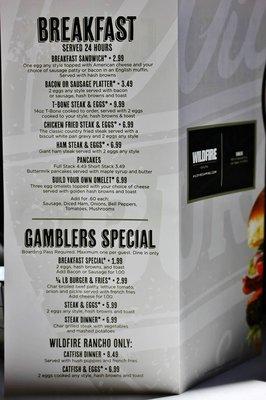 BREAKFAST
SERVED 24 HOURS
BREAKFAST SANDWICH* • 2.99
One egg any style topped with American cheese and your
choice of sausage patty or bacon in an English muffin.
Served with hash browns
BACON OR SAUSAGE PLATTER* • 3.49
2 eggs any style served with bacon
or sausage, hash browns and toast
T-BONE STEAK & EGGS* • 9.99
14oz T-Bone cooked to order, served with 2 eggs
cooked to your style, hash browns & toast
CHICKEN FRIED STEAK & EGGS* • 6.99
The classic country fried steak served with a
biscuit white pan gravy and 2 eggs any style
HAM STEAK & EGGS* • 6.99
Giant ham steak served with 2 eggs any style
PANCAKES
Full Stack 4.49 Short Stack 3.49
Buttermilk pancakes served with maple syrup and butter
BUILD YOUR OWN OMELET* 6.99
Three egg omelets topped with your choice of cheese
served with golden hash browns and toast
Add for .60 each:
Sausage, Diced Ham, Onions, Bell Peppers,
Tomatoes, Mushrooms
GAMBLERS SPECIAL
Boarding Pass Required. Maximum one per guest. Dine in only
BREAKFAST SPECIAL* • 1.99
2 eggs, hash browns, and toast
Add Bacon or Sausage for 1.00
¼ LB BURGER & FRIES* • 2.99
Char broiled beef patty, lettuce tomato,
onion and pickle served with french fries
Add cheese for 1.00
STEAK & EGGS* • 5.99
2 eggs any style, hash browns and toast
STEAK DINNER* • 6.99
Char grilled steak with vegetables
and mashed potatoes
WILDFIRE RANCHO ONLY:
CATFISH DINNER • 8.49
Served with hush puppies and french fries
CATFISH & EGGS* • 6.99
2 eggs cooked any style, hash browns and toast
WILDFIRE